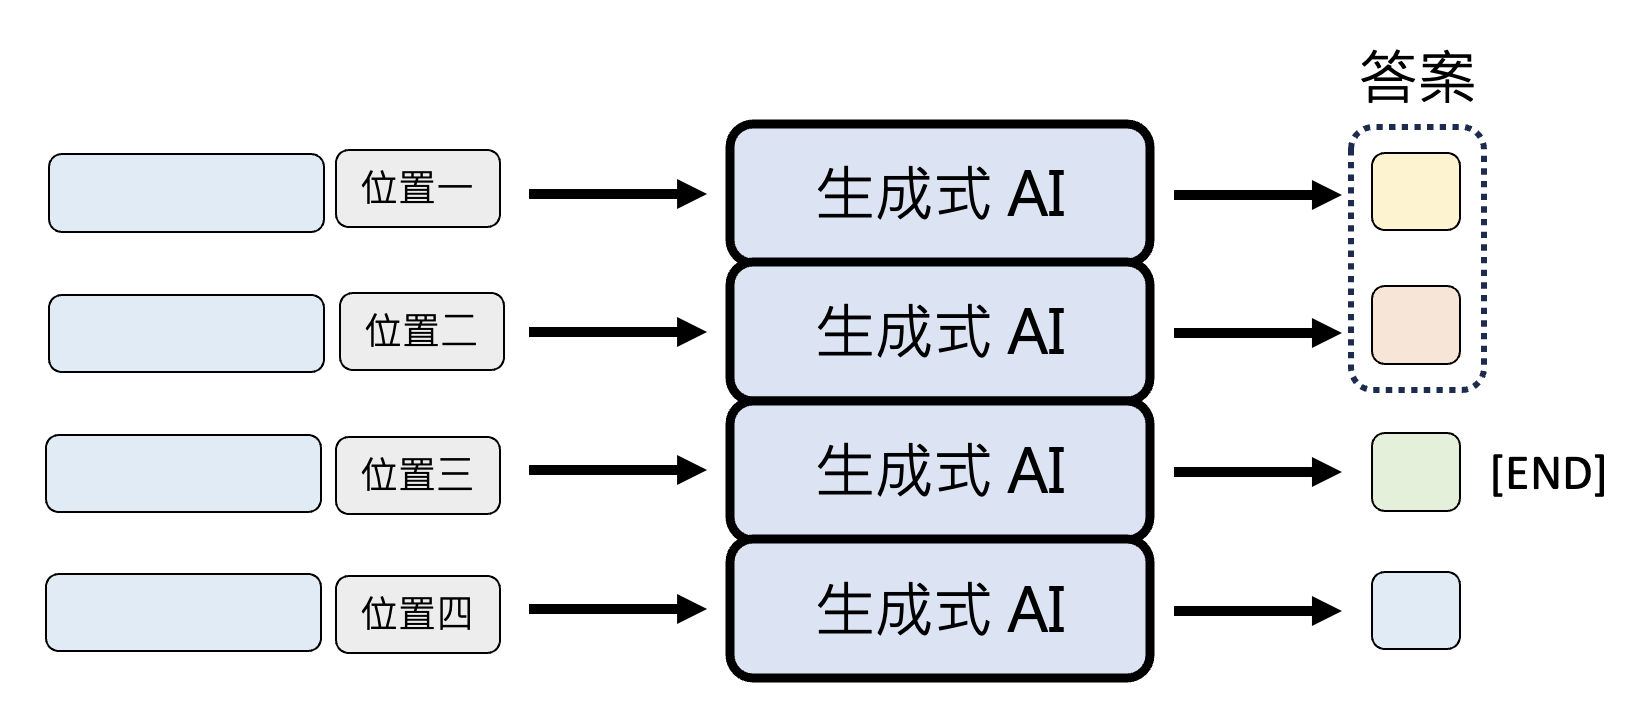 答案
位置一
生成式 AI
位置二
生成式 AI
位置三
生成式 AI
[END]
位置四
生成式 AI